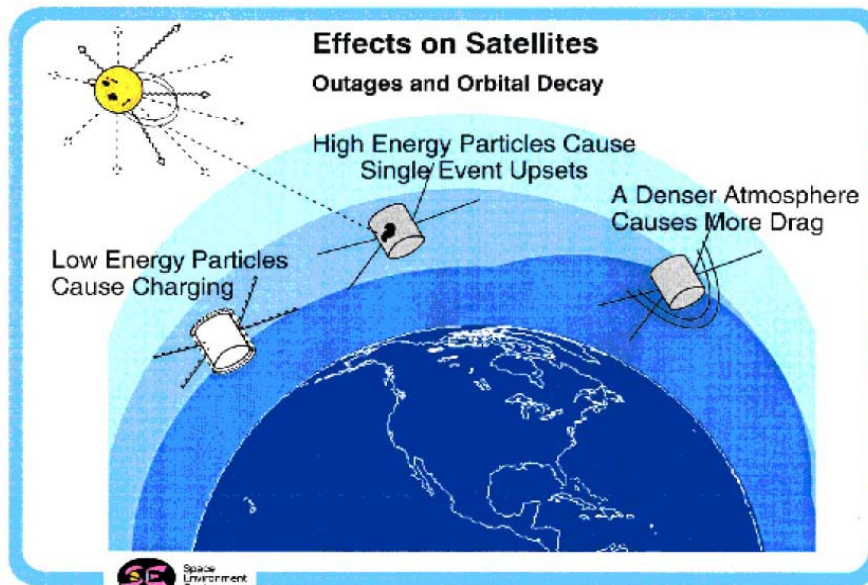 Effects on Satellites
Outages and Orbital Decay
High Energy Particles Cause
Single Event Upsets
A Denser Atmosphere
Causes More Drag
Low Energy Particles
Cause Charging
SE
Space
Environment